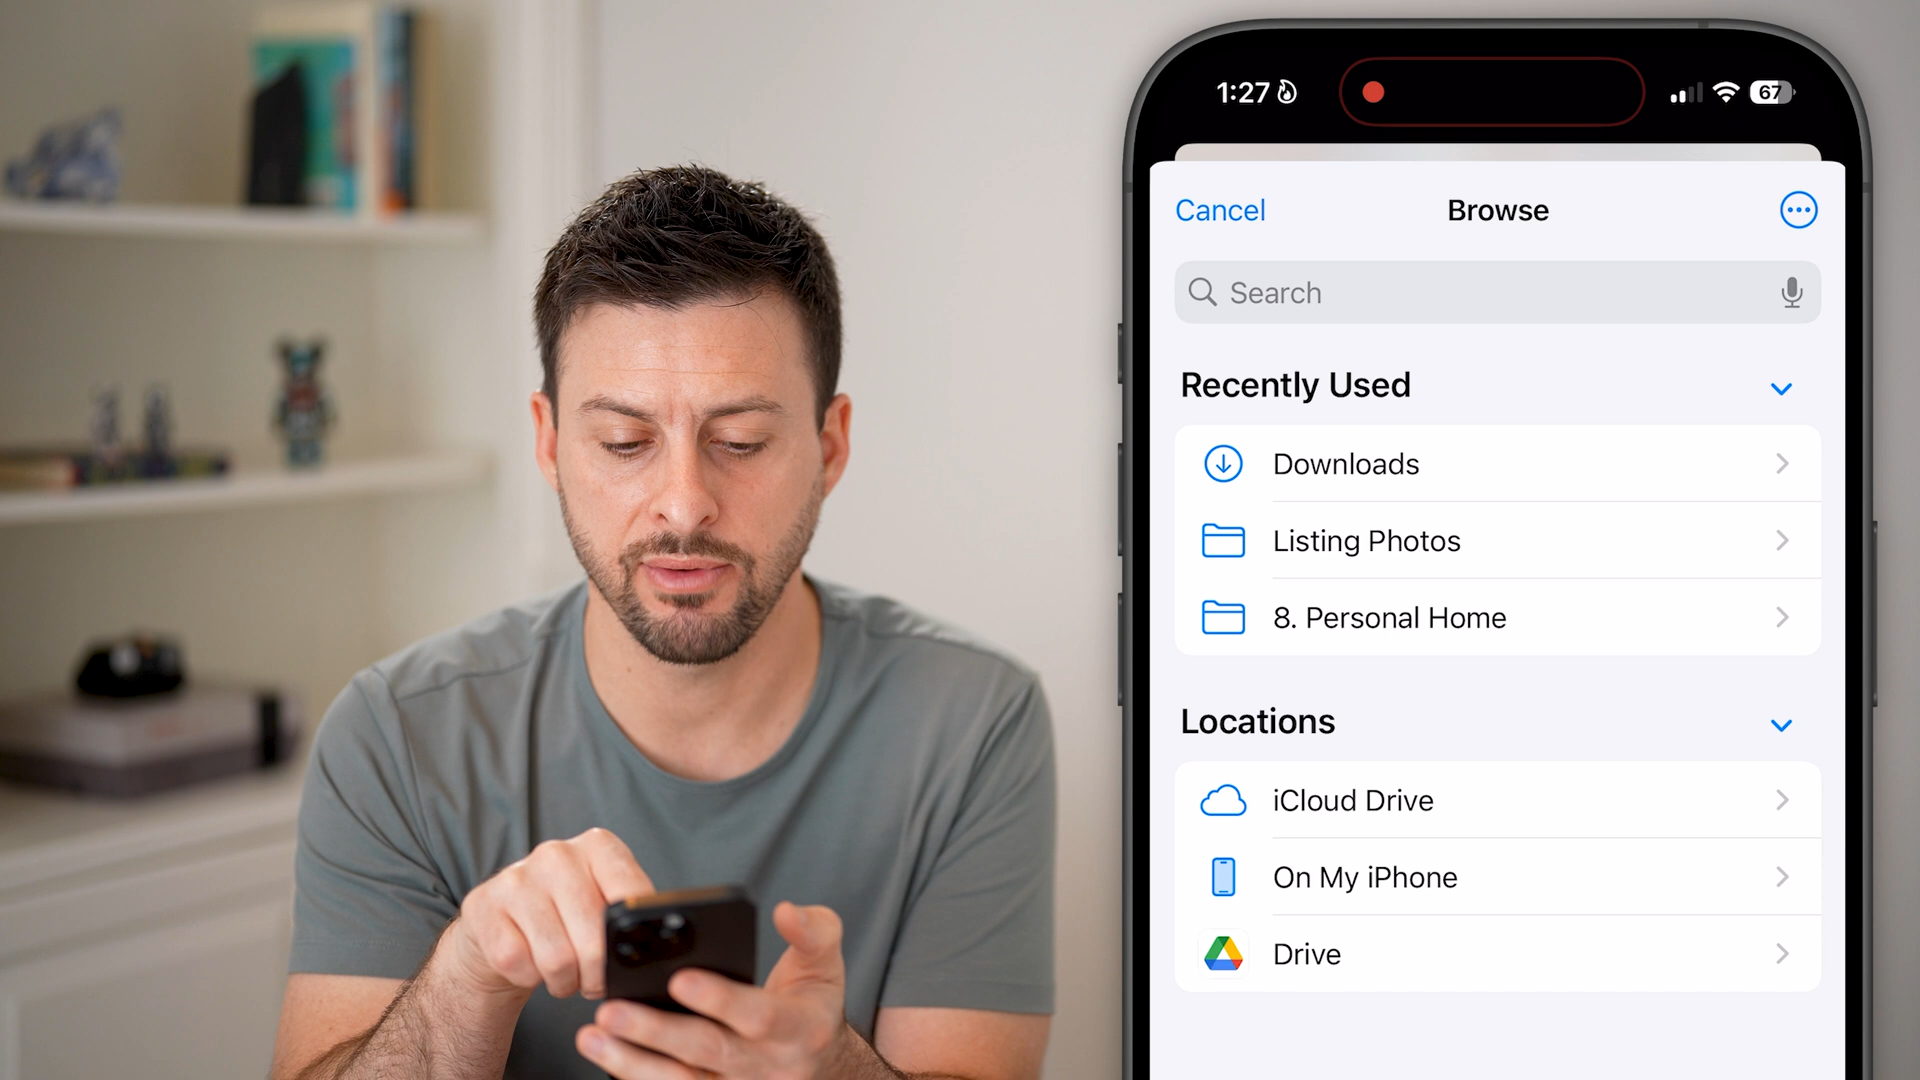 1:27
67
Cancel
Browse
Search
Recently Used
Downloads
Listing Photos
8. Personal Home
Locations
iCloud Drive
On My iPhone
Drive